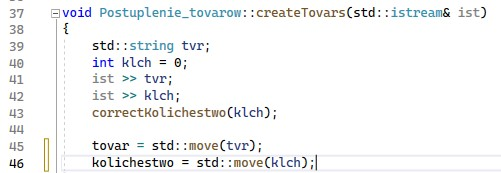 37 void Postuplenie_tovarow::createTovars(std::istream& ist)
38 {
39 std::string tvr;
40 int klch = 0;
41 ist >> tvr;
42 ist >> klch;
43 correctKolichestwo(klch);
44
45 tovar = std::move(tvr);
46 kolichestwo = std::move(klch);